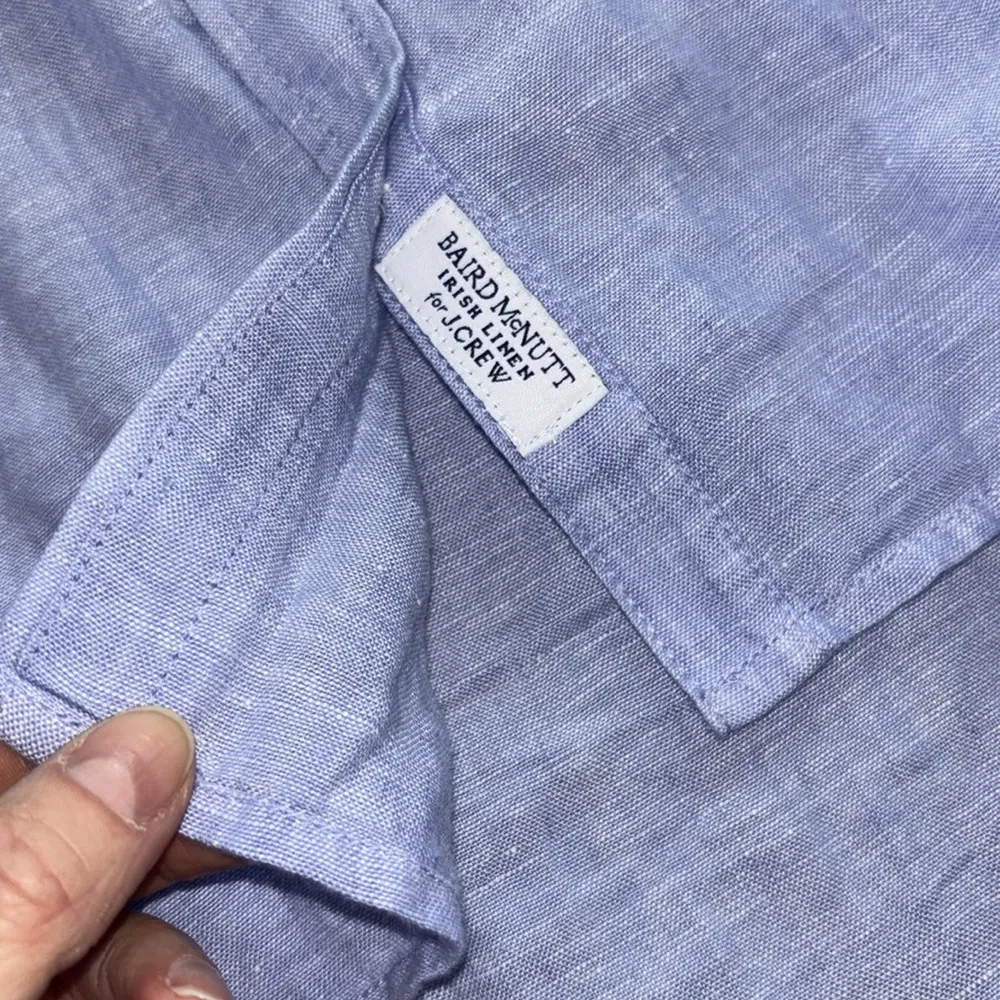 BAIRD McNUTT
IRISH LINEN
for J.CREW